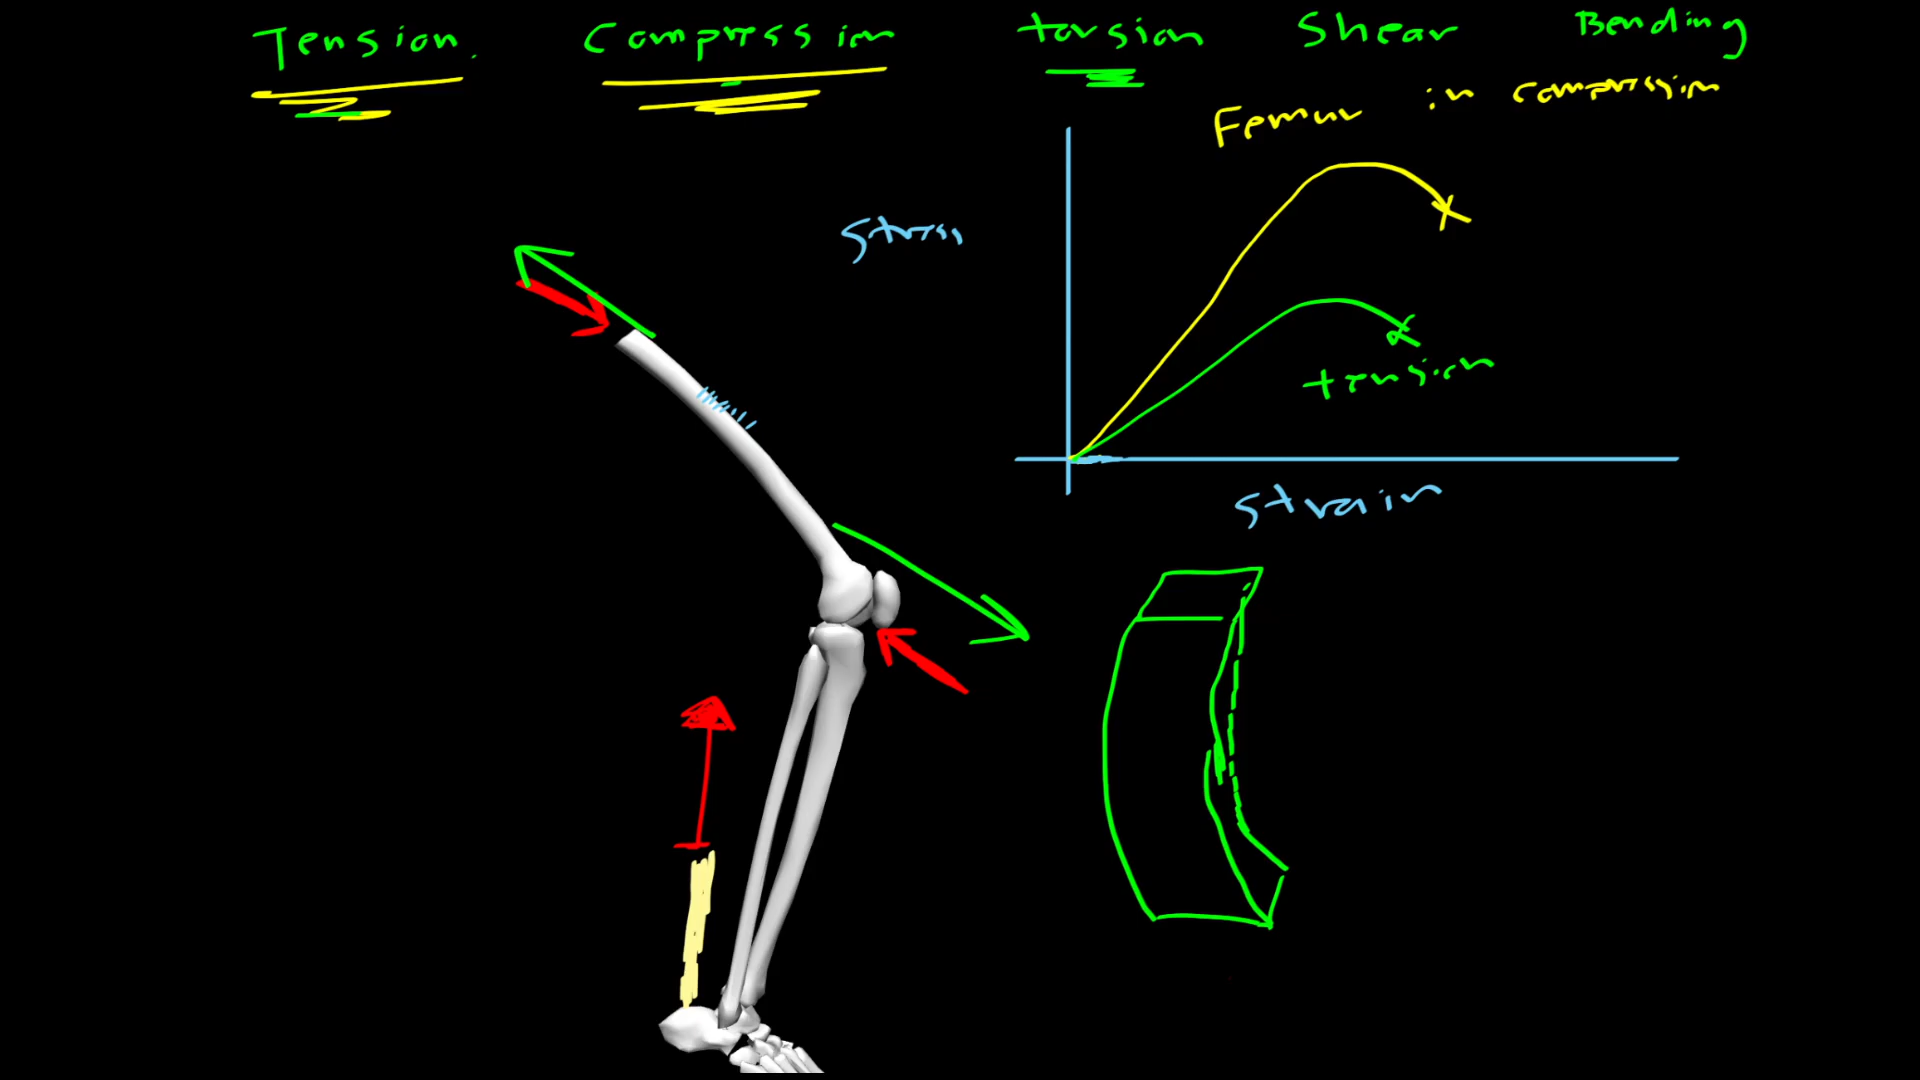 Tension. Compression torsion Shear Bending
Femur in compression
Stress
tension
Strain